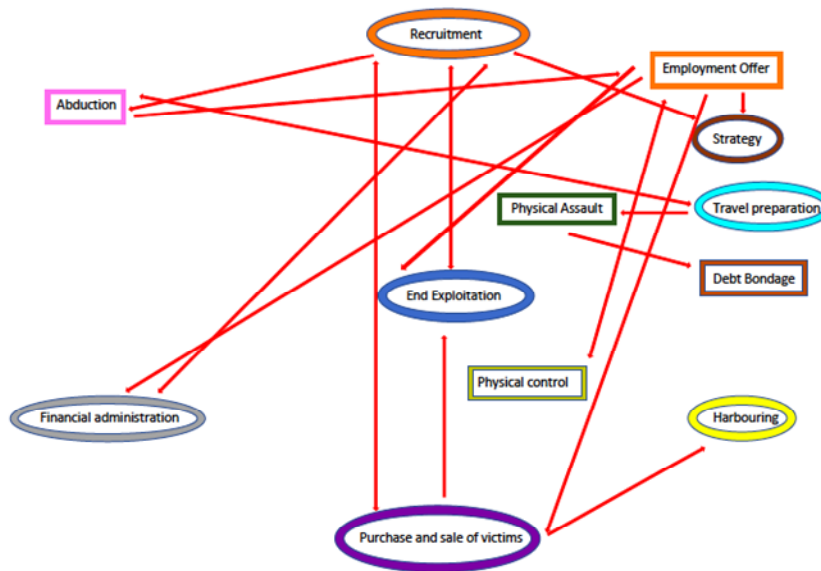 Recruitment
Employment Offer
Abduction
Strategy
Physical Assault
Travel preparation
Debt Bondage
End Exploitation
Physical control
Financial administration
Harbouring
Purchase and sale of victims